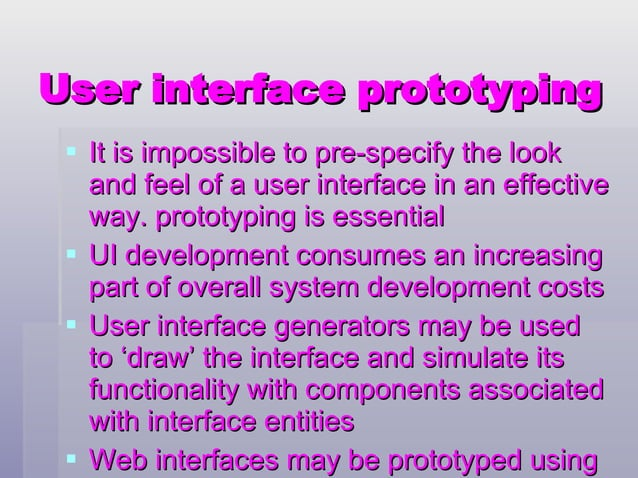 User interface prototyping
It is impossible to pre-specify the look
and feel of a user interface in an effective
way. prototyping is essential
UI development consumes an increasing
part of overall system development costs
User interface generators may be used
to ‘draw’ the interface and simulate its
functionality with components associated
with interface entities
Web interfaces may be prototyped using